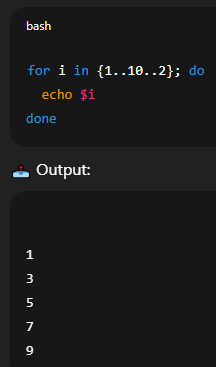 bash
for i in {1..10..2}; do
  echo $i
done
Output:
1
3
5
7
9